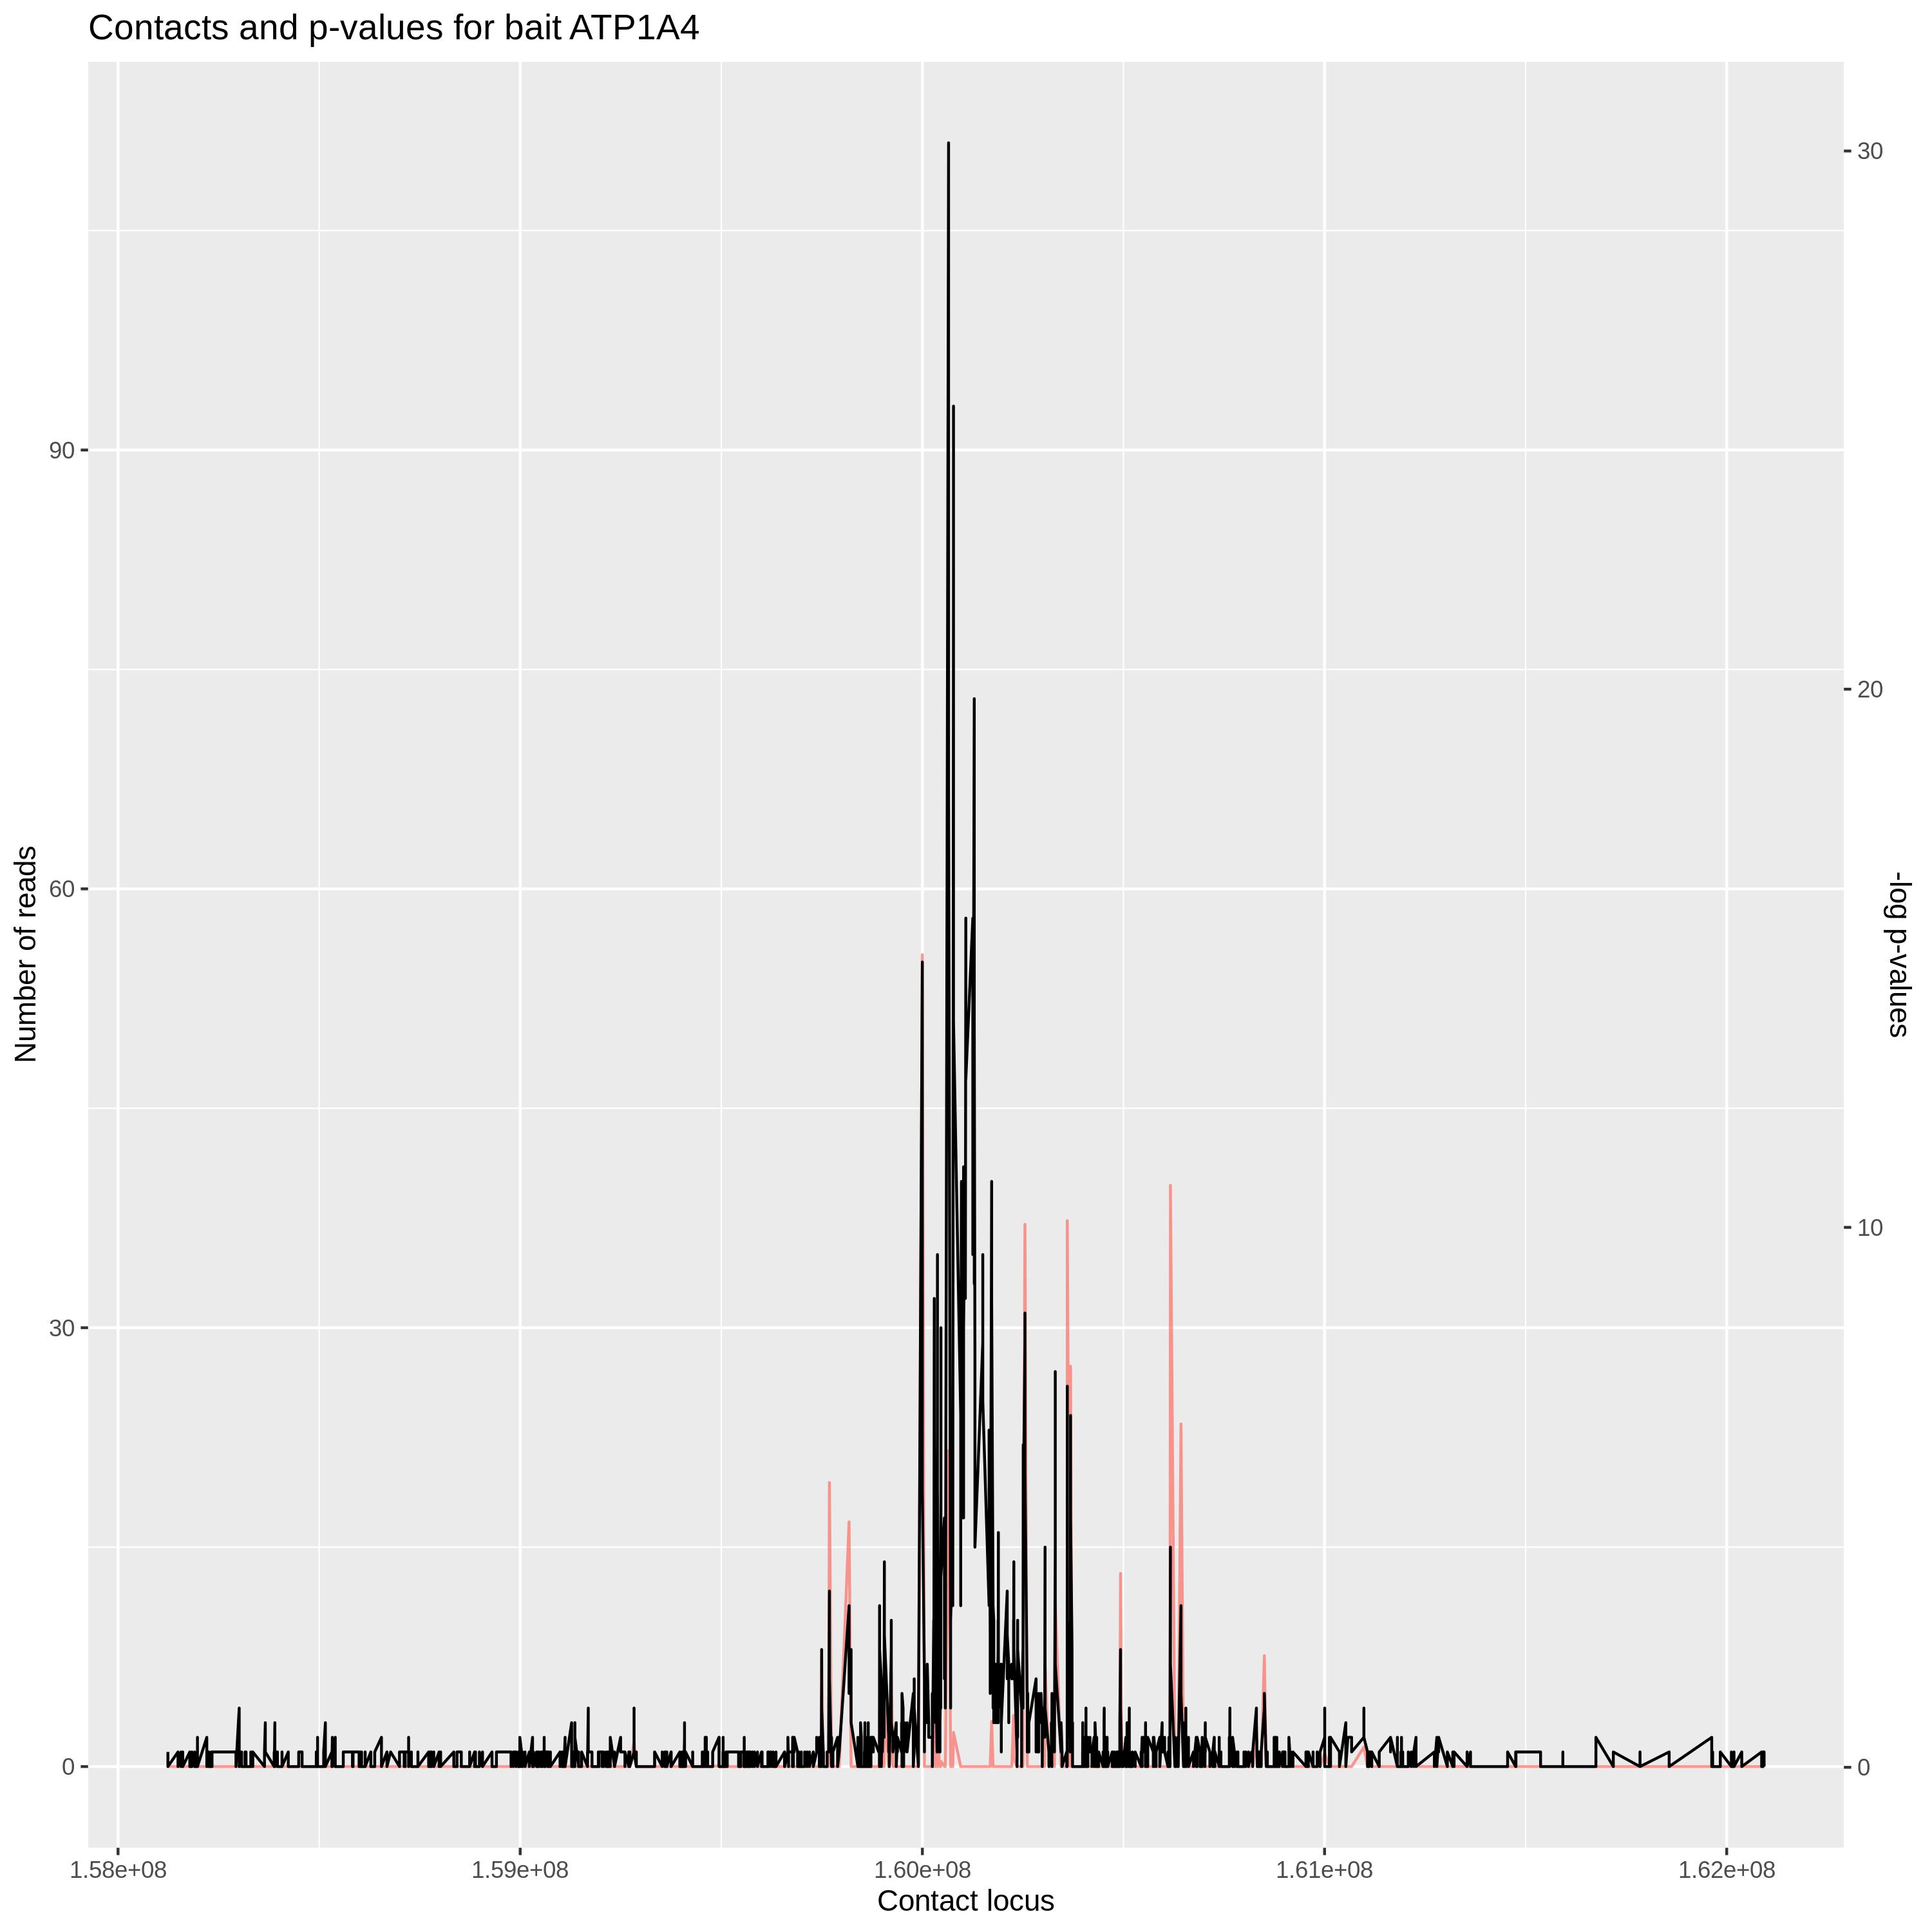 Contacts and p-values for bait ATP1A4
30
90
20
60
Number of reads
-log p-values
10
30
0
0
1.58e+08
1.59e+08
1.60e+08
1.61e+08
1.62e+08
Contact locus